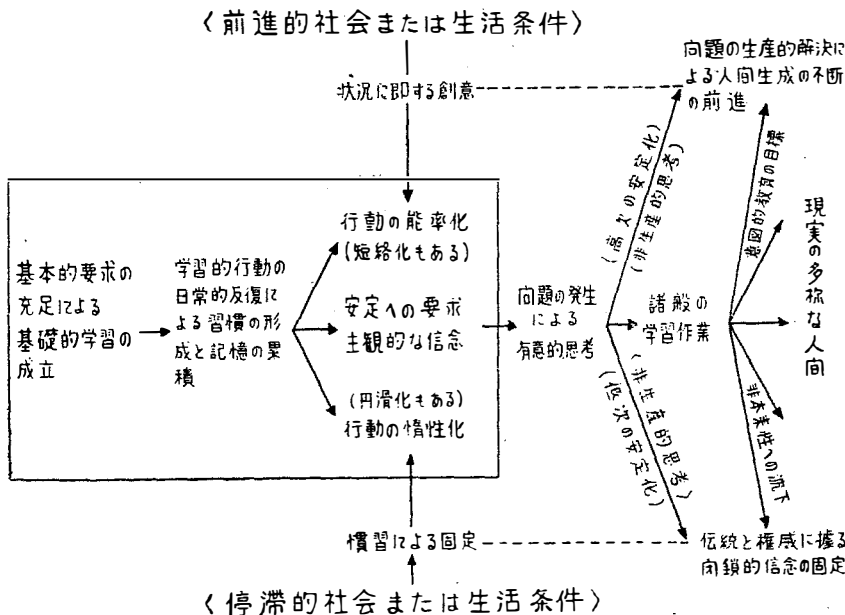 〈前進的社会または生活条件〉
状況に即する創意
問題の生産的解決に
よる人間生成の不断
の前進
基本的要求の
充足による
基礎的学習の
成立
学習的行動の
日常的反復に
よる習慣の形
成と記憶の累
積
行動の能率化
(短絡化もある)
安定への要求
主観的な信念
(円滑化もある)
行動の惰性化
問題の発生
による
有意的思考
(高次の安定化)
(非生産的思考)
諸般の
学習作業
(非生産的思考)
(低次の安定化)
意図的教育の目標
非本来性への流下
現実の多様な人間
慣習による固定
伝統と権威に據る
閉鎖的信念の固定
〈停滞的社会または生活条件〉